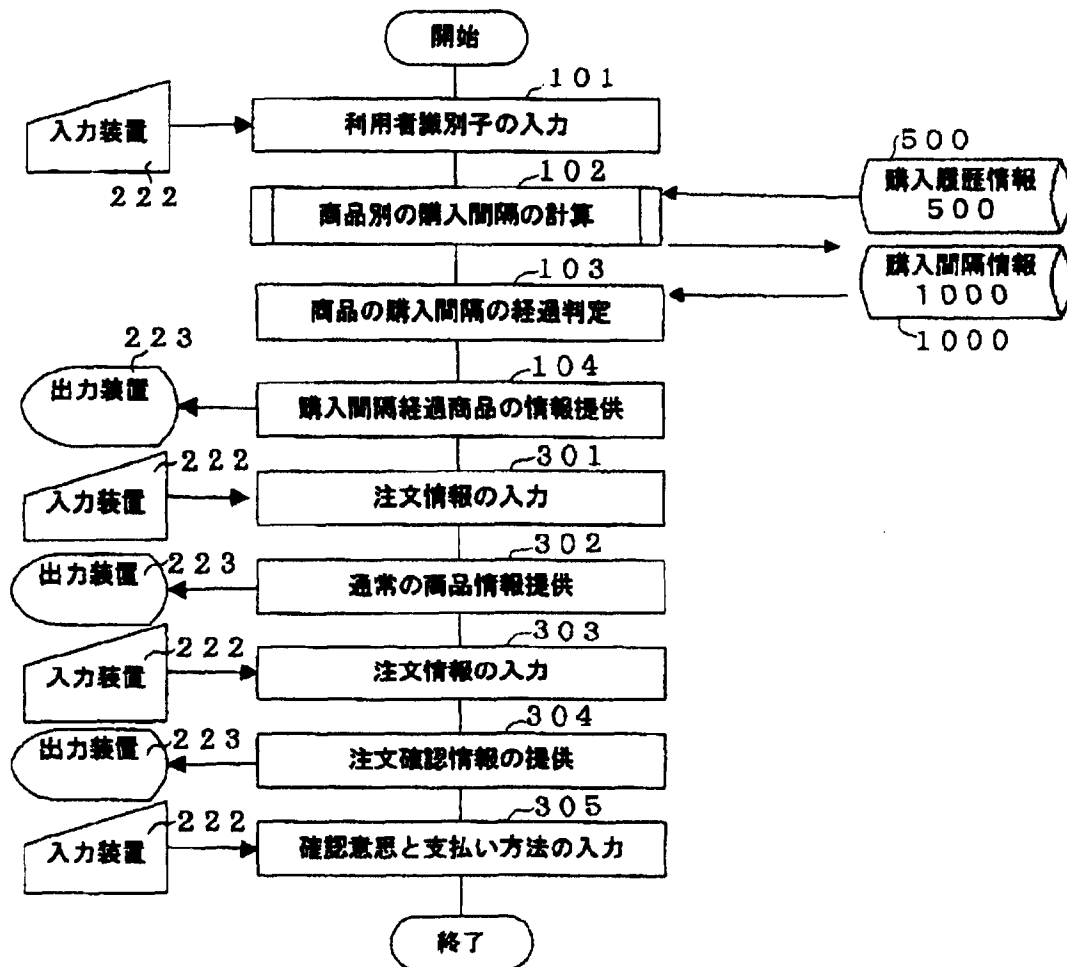 開始
101
利用者識別子の入力
入力装置
222
102
商品別の購入間隔の計算
500
購入履歴情報
500
購入間隔情報
1000
1000
103
商品の購入間隔の経過判定
223
出力装置
104
購入間隔経過商品の情報提供
222
入力装置
301
注文情報の入力
223
出力装置
302
通常の商品情報提供
222
入力装置
303
注文情報の入力
223
出力装置
304
注文確認情報の提供
222
入力装置
305
確認意思と支払い方法の入力
終了